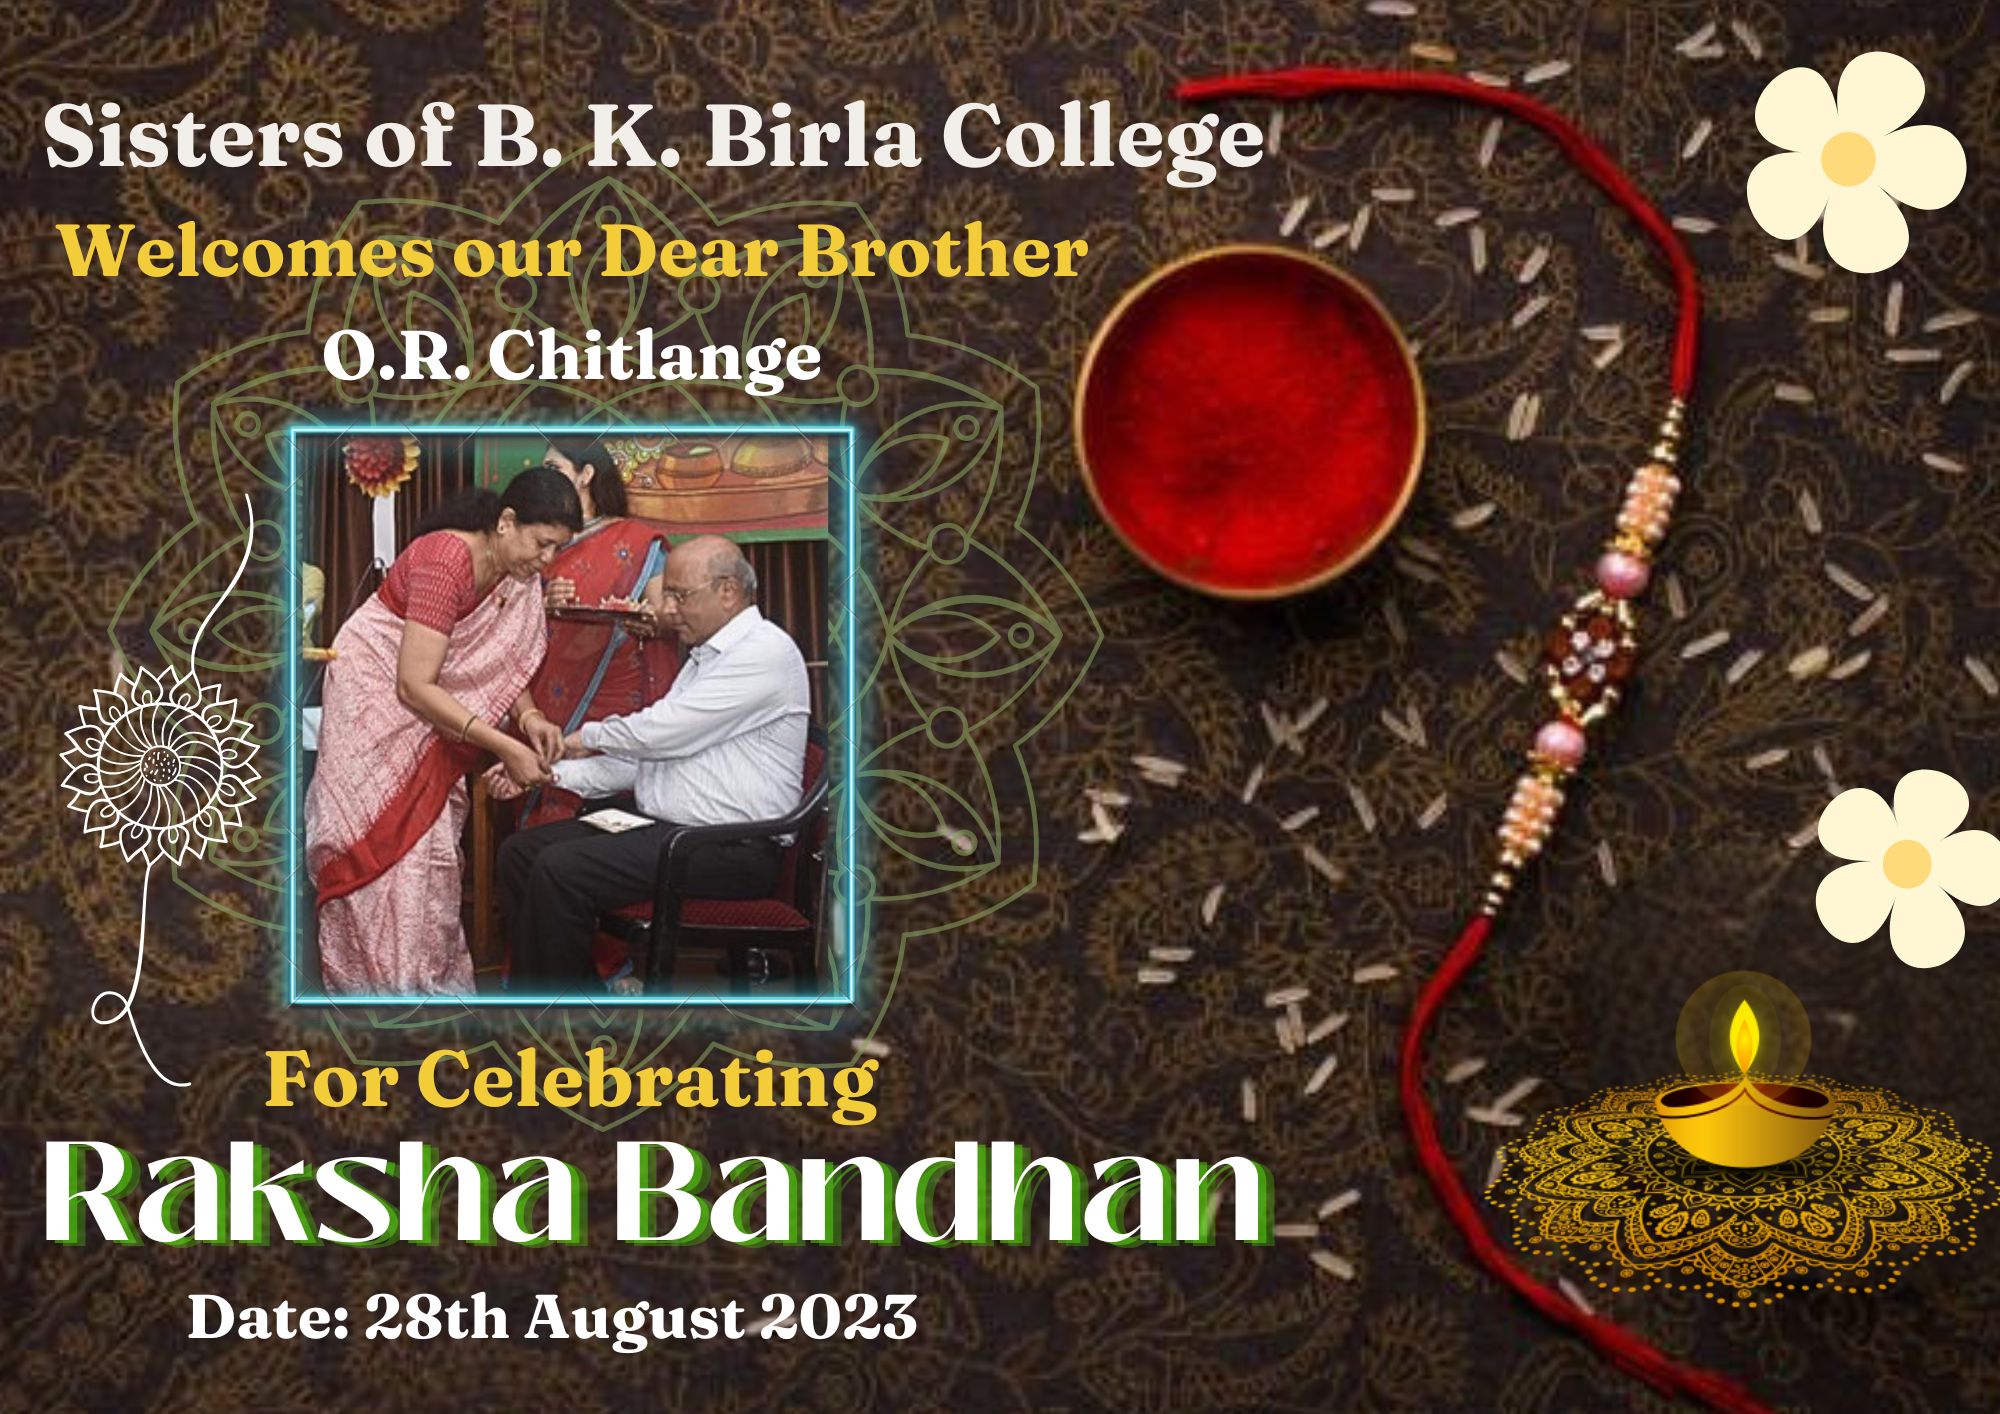 Sisters of B. K. Birla College
Welcomes our Dear Brother
O.R. Chitlange
For Celebrating
Raksha Bandhan
Date: 28th August 2023